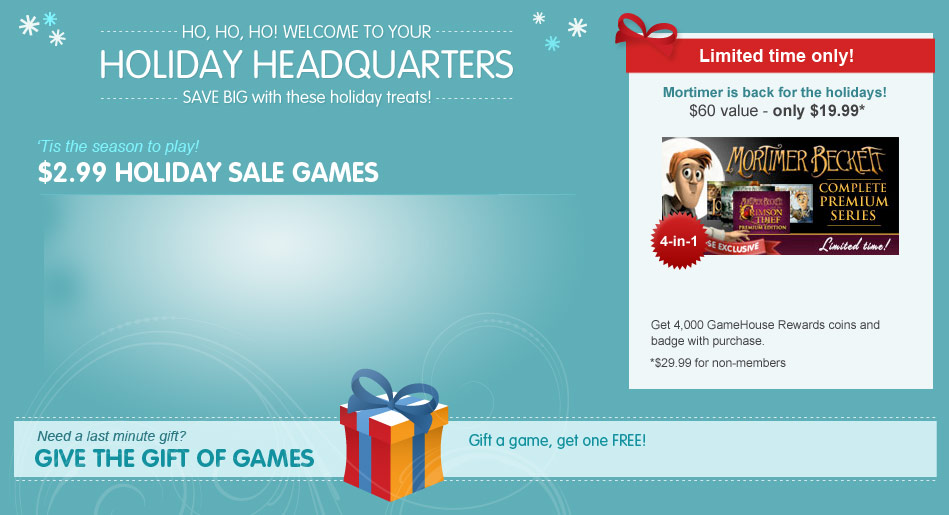 HO, HO, HO! WELCOME TO YOUR
HOLIDAY HEADQUARTERS
SAVE BIG with these holiday treats!
‘Tis the season to play!
$2.99 HOLIDAY SALE GAMES
Limited time only!
Mortimer is back for the holidays!
$60 value - only $19.99*
MORTIMER BECKETT
COMPLETE
PREMIUM
SERIES
MORTIMER BECKETT
CRIMSON
THIEF
PREMIUM EDITION
4-in-1
SE EXCLUSIVE
Limited time!
Get 4,000 GameHouse Rewards coins and
badge with purchase.
*$29.99 for non-members
Need a last minute gift?
GIVE THE GIFT OF GAMES
Gift a game, get one FREE!